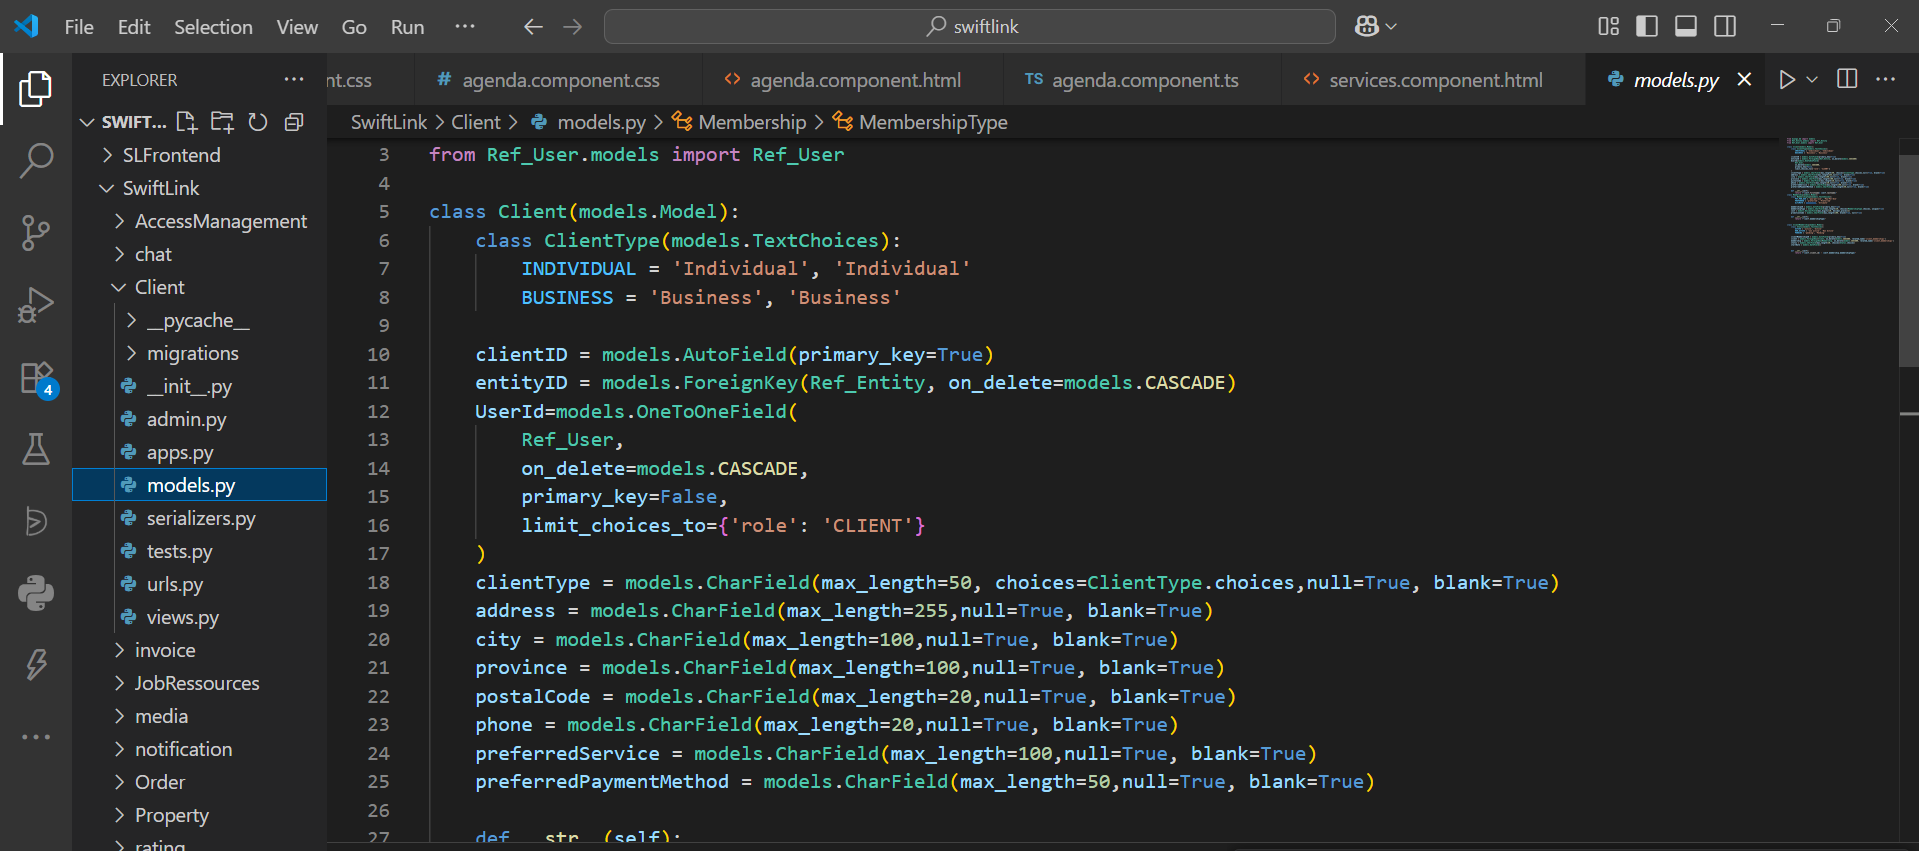 File Edit Selection View Go Run ··· swiftlink
EXPLORER ···
nt.css # agenda.component.css <> agenda.component.html TS agenda.component.ts <> services.component.html models.py
SWIFT...
SwiftLink > Client > models.py > Membership > MembershipType
SLFrontend
SwiftLink
AccessManagement
chat
Client
__pycache__
migrations
__init__.py
admin.py
apps.py
models.py
serializers.py
tests.py
urls.py
views.py
invoice
JobRessources
media
notification
Order
Property
rating
4
3 from Ref_User.models import Ref_User
4
5 class Client(models.Model):
6 class ClientType(models.TextChoices):
7 INDIVIDUAL = 'Individual', 'Individual'
8 BUSINESS = 'Business', 'Business'
9
10 clientID = models.AutoField(primary_key=True)
11 entityID = models.ForeignKey(Ref_Entity, on_delete=models.CASCADE)
12 UserId=models.OneToOneField(
13 Ref_User,
14 on_delete=models.CASCADE,
15 primary_key=False,
16 limit_choices_to={'role': 'CLIENT'}
17 )
18 clientType = models.CharField(max_length=50, choices=ClientType.choices,null=True, blank=True)
19 address = models.CharField(max_length=255,null=True, blank=True)
20 city = models.CharField(max_length=100,null=True, blank=True)
21 province = models.CharField(max_length=100,null=True, blank=True)
22 postalCode = models.CharField(max_length=20,null=True, blank=True)
23 phone = models.CharField(max_length=20,null=True, blank=True)
24 preferredService = models.CharField(max_length=100,null=True, blank=True)
25 preferredPaymentMethod = models.CharField(max_length=50,null=True, blank=True)
26
27 def __str__(self):